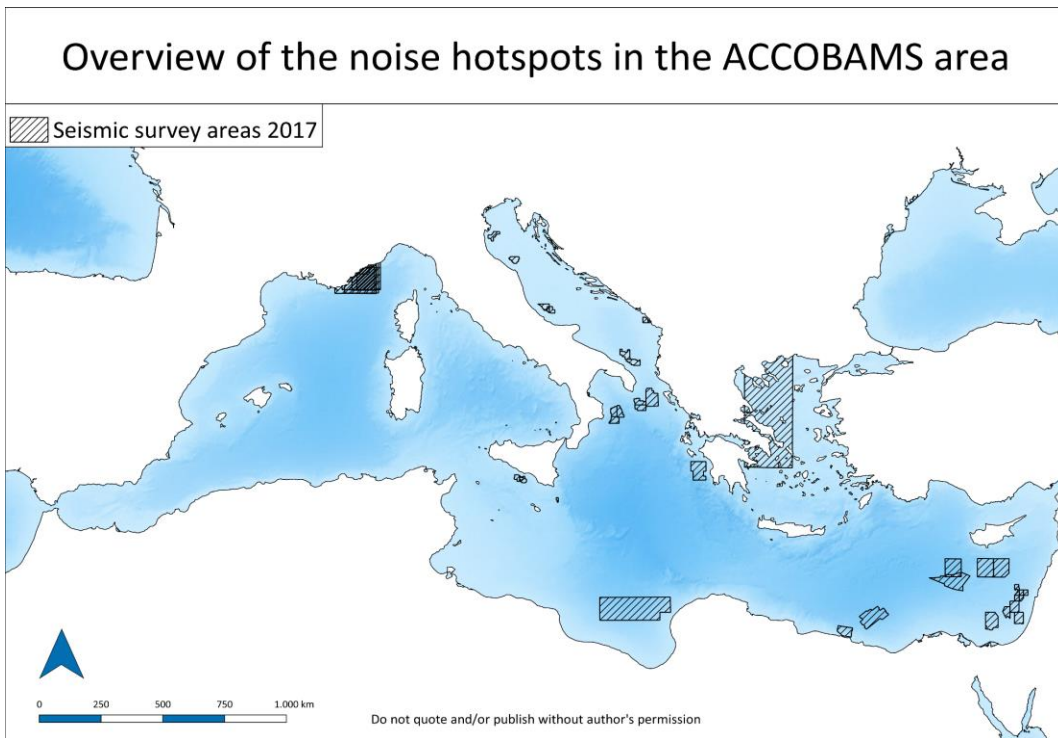 Overview of the noise hotspots in the ACCOBAMS area
Seismic survey areas 2017
0 250 500 750 1.000 km
Do not quote and/or publish without author's permission